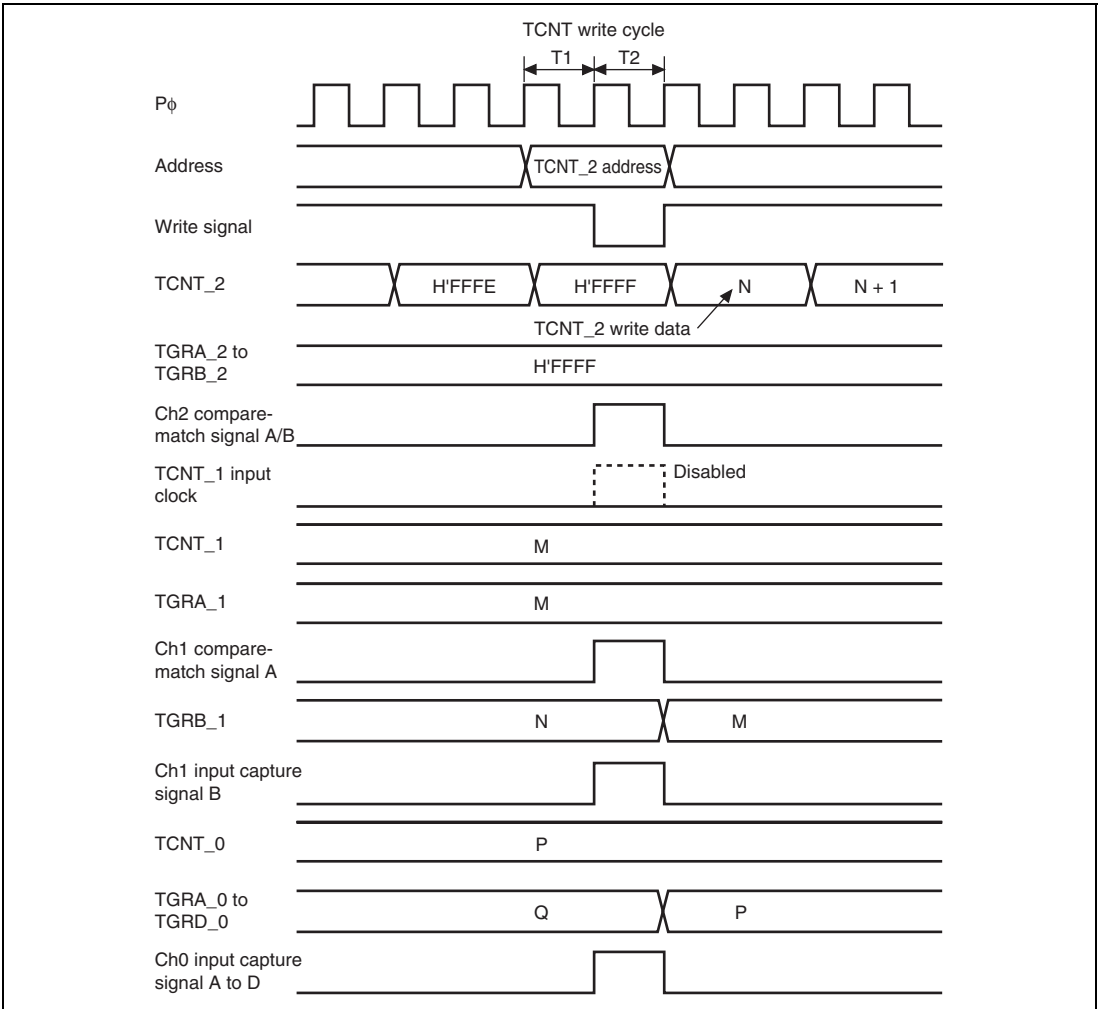 TCNT write cycle
T1 T2
Pϕ
Address
TCNT_2 address
Write signal
TCNT_2
H'FFFE
H'FFFF
N
N + 1
TCNT_2 write data
TGRA_2 to
TGRB_2
H'FFFF
Ch2 compare-
match signal A/B
TCNT_1 input
clock
Disabled
TCNT_1
M
TGRA_1
M
Ch1 compare-
match signal A
TGRB_1
N
M
Ch1 input capture
signal B
TCNT_0
P
TGRA_0 to
TGRD_0
Q
P
Ch0 input capture
signal A to D